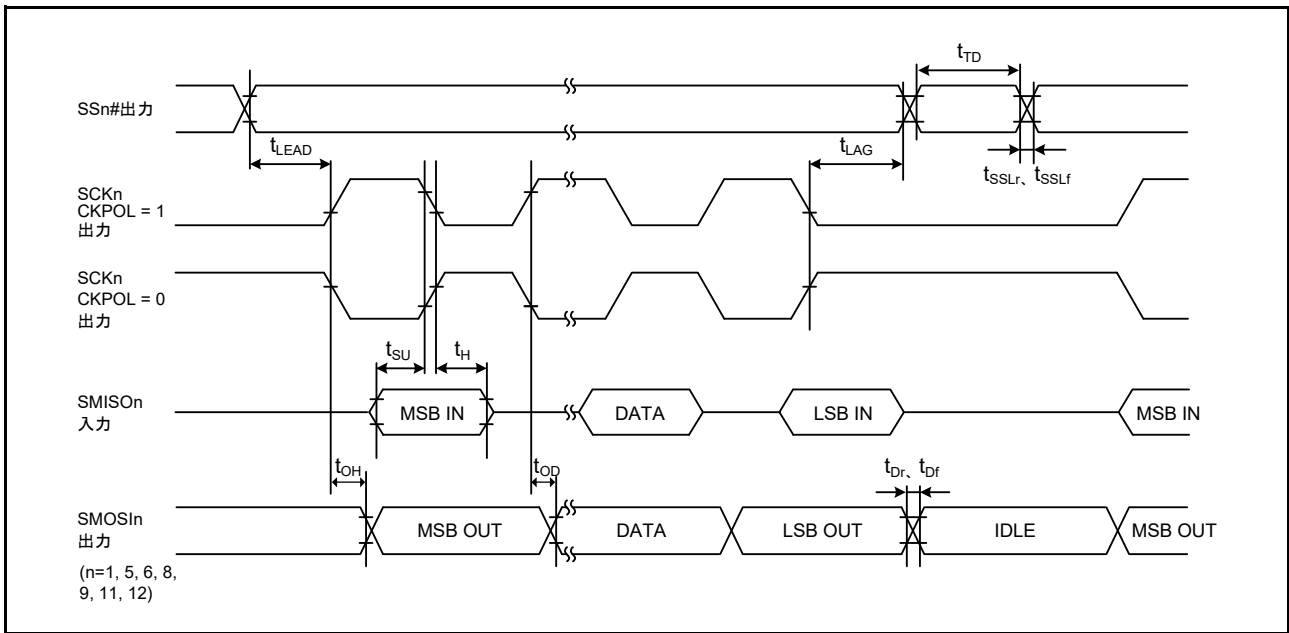 tTD
SSn#出力
tLEAD
tLAG
tSSLr、tSSLf
SCKn
CKPOL = 1
出力
SCKn
CKPOL = 0
出力
tSU
tH
SMISOn
入力
MSB IN
DATA
LSB IN
MSB IN
tOH
tOD
tDr、tDf
SMOSIn
出力
MSB OUT
DATA
LSB OUT
IDLE
MSB OUT
(n=1, 5, 6, 8,
9, 11, 12)